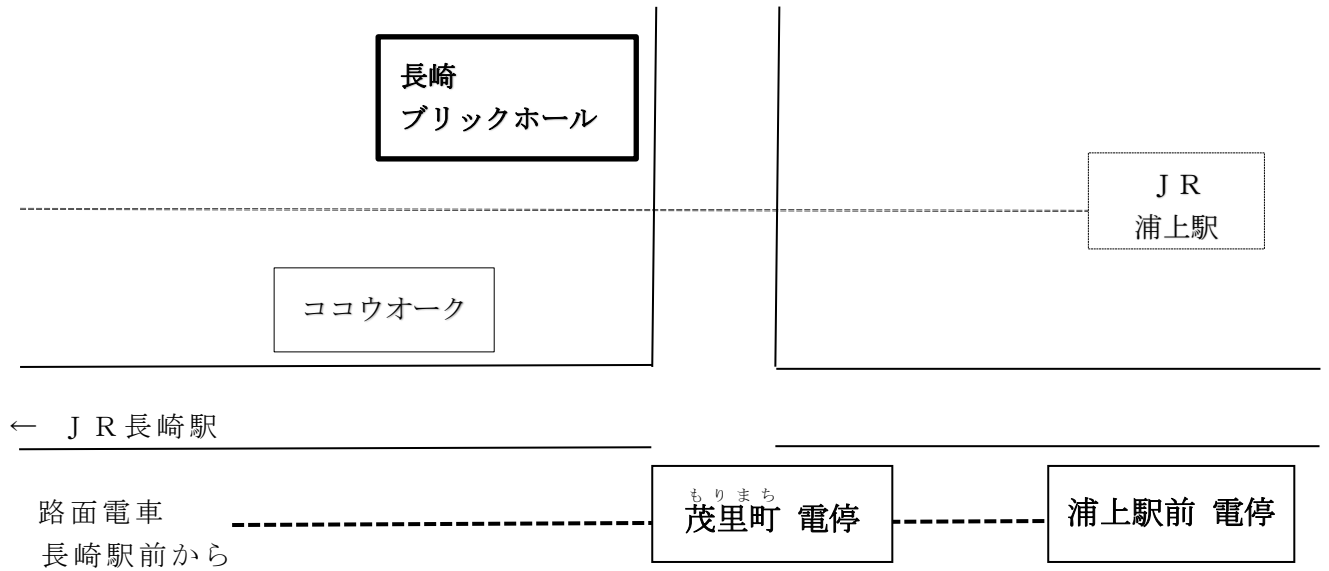 長崎
ブリックホール
ＪＲ
浦上駅
ココウオーク
← ＪＲ長崎駅
もりまち
茂里町 電停
浦上駅前 電停
路面電車
長崎駅前から